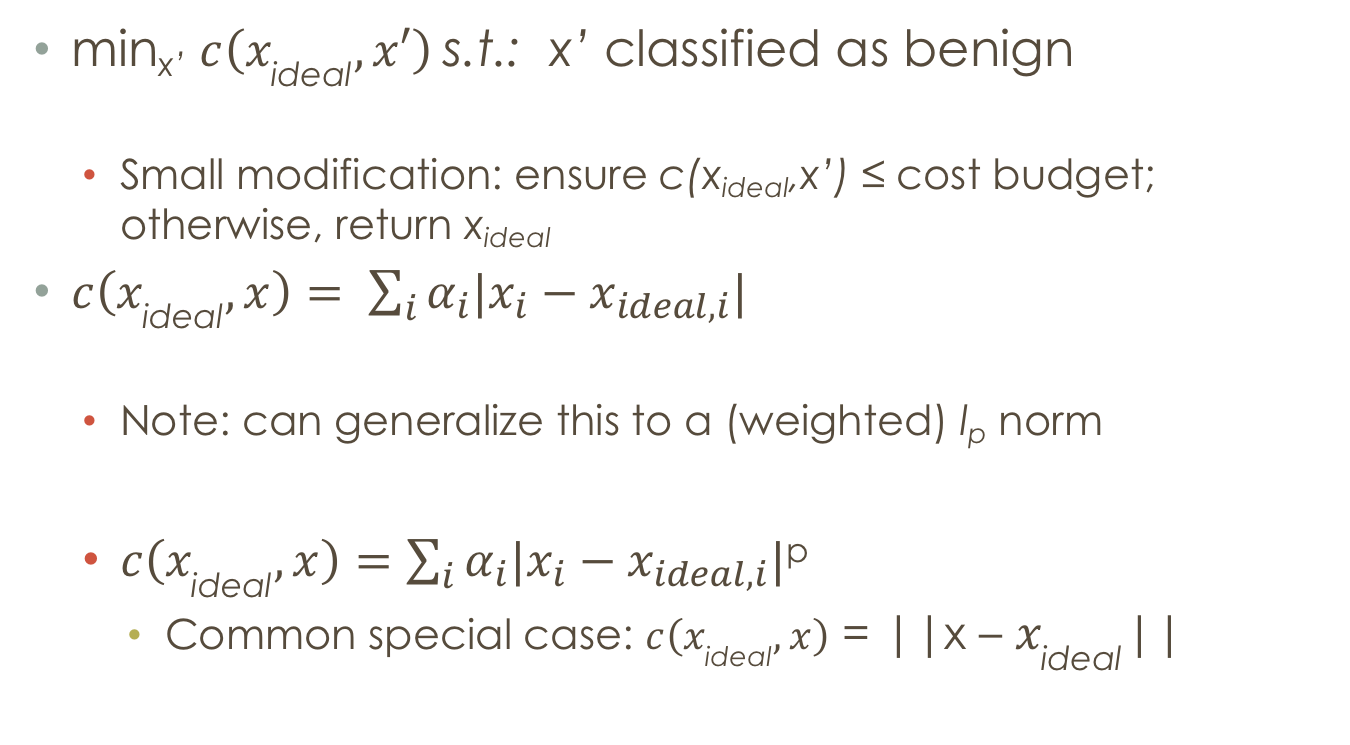 • min_x' c(x_ideal, x′) s.t.: x' classified as benign
• Small modification: ensure c(x_ideal,x') ≤ cost budget;
otherwise, return x_ideal
• c(x_ideal, x) = ∑_i α_i|x_i − x_ideal,i|
• Note: can generalize this to a (weighted) l_p norm
• c(x_ideal, x) = ∑_i α_i|x_i − x_ideal,i|^p
• Common special case: c(x_ideal, x) = ||x – x_ideal||